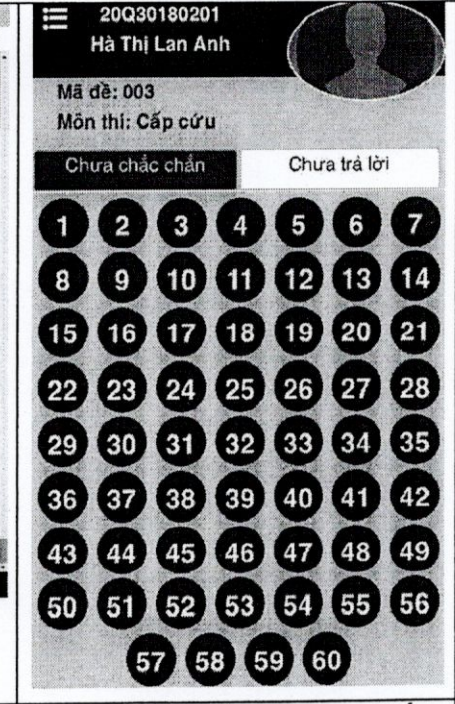 20Q30180201
Hà Thị Lan Anh
Mã đề: 003
Môn thi: Cấp cứu
Chưa chắc chắn Chưa trả lời
1 2 3 4 5 6 7
8 9 10 11 12 13 14
15 16 17 18 19 20 21
22 23 24 25 26 27 28
29 30 31 32 33 34 35
36 37 38 39 40 41 42
43 44 45 46 47 48 49
50 51 52 53 54 55 56
57 58 59 60